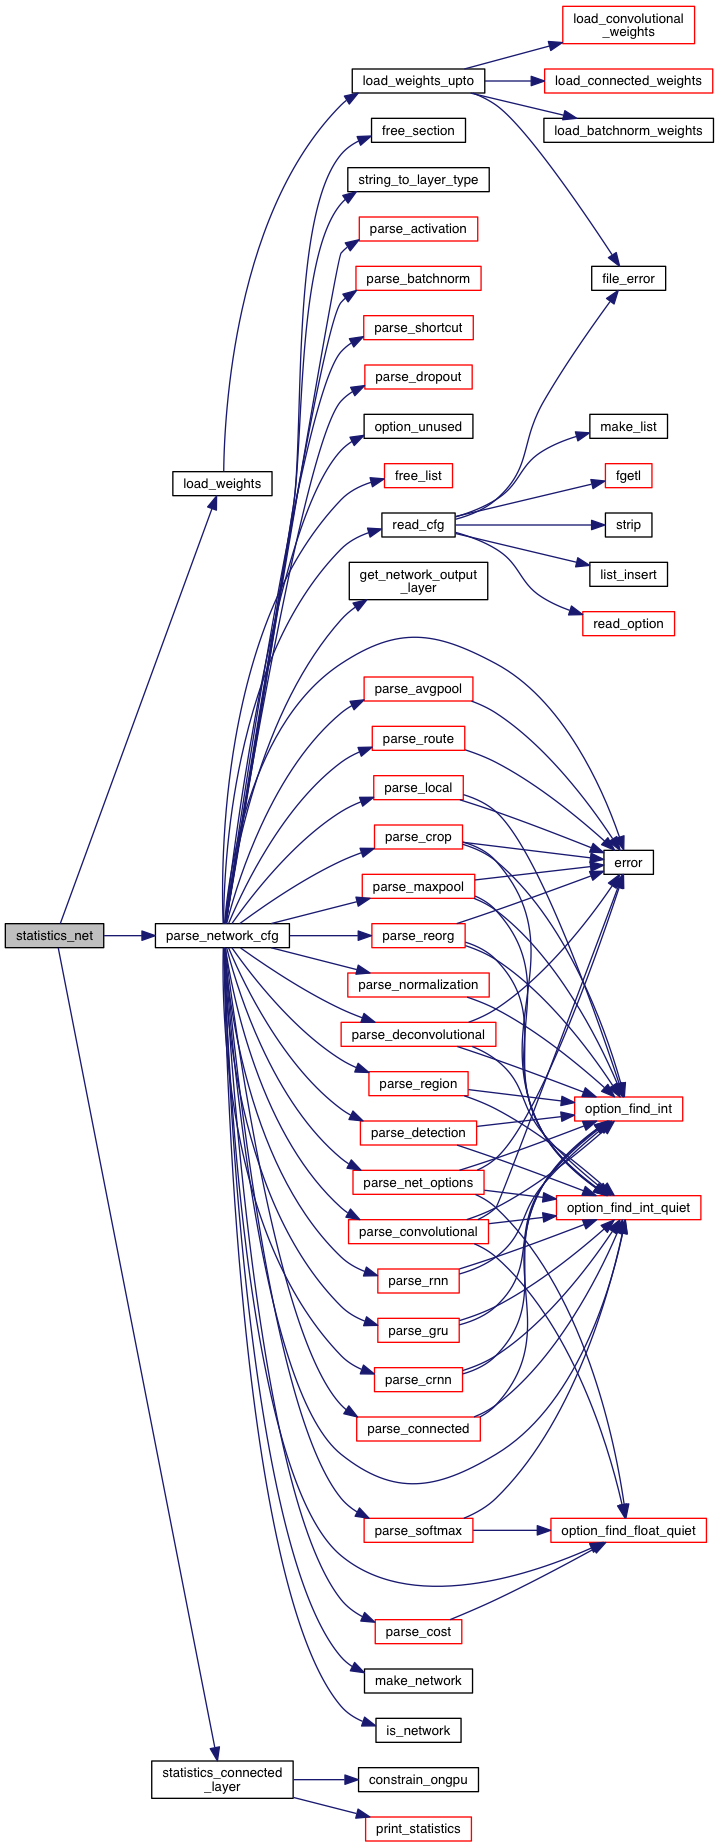 load_convolutional
_weights
load_weights_upto
load_connected_weights
free_section
load_batchnorm_weights
string_to_layer_type
parse_activation
parse_batchnorm
file_error
parse_shortcut
parse_dropout
option_unused
make_list
load_weights
free_list
fgetl
read_cfg
strip
get_network_output
_layer
list_insert
read_option
parse_avgpool
parse_route
parse_local
parse_crop
error
parse_maxpool
statistics_net
parse_network_cfg
parse_reorg
parse_normalization
parse_deconvolutional
parse_region
option_find_int
parse_detection
parse_net_options
option_find_int_quiet
parse_convolutional
parse_rnn
parse_gru
parse_crnn
parse_connected
parse_softmax
option_find_float_quiet
parse_cost
make_network
is_network
statistics_connected
_layer
constrain_ongpu
print_statistics